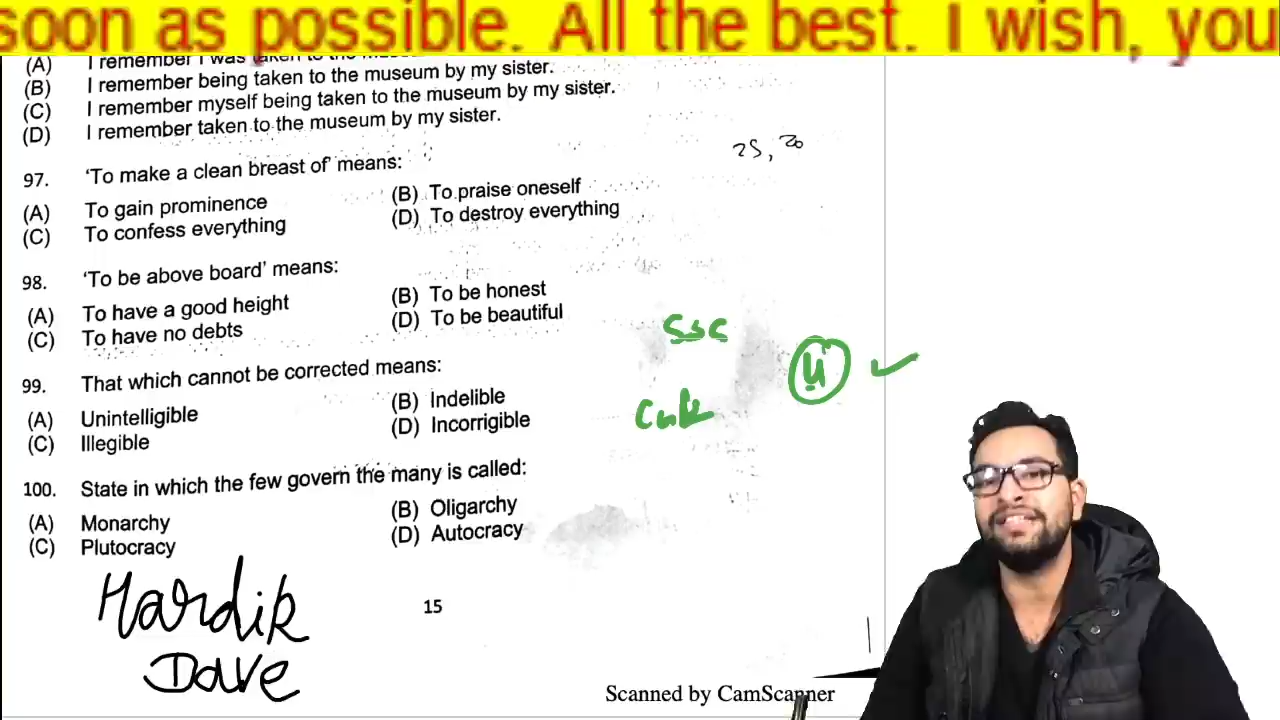 soon as possible. All the best. I wish, you
(A) I remember I was taken to the
(B) I remember being taken to the museum by my sister.
(C) I remember myself being taken to the museum by my sister.
(D) I remember taken to the museum by my sister.
25, 20
97. 'To make a clean breast of' means:
(A) To gain prominence (B) To praise oneself
(C) To confess everything (D) To destroy everything
98. 'To be above board' means:
(A) To have a good height (B) To be honest
(C) To have no debts (D) To be beautiful
SSC
99. That which cannot be corrected means:
(A) Unintelligible (B) Indelible
(C) Illegible (D) Incorrigible
100. State in which the few govern the many is called:
(A) Monarchy (B) Oligarchy
(C) Plutocracy (D) Autocracy
Hardik
Dave
15
Scanned by CamScanner